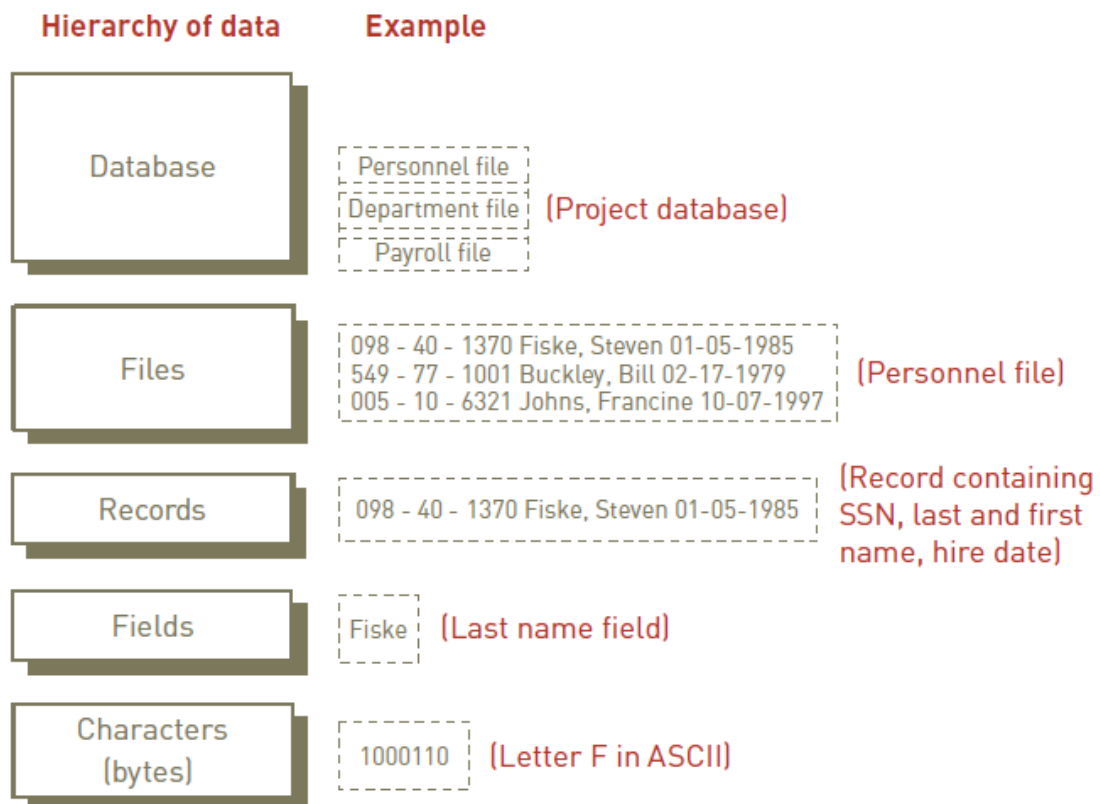 Hierarchy of data
Example
Database
Personnel file
Department file
Payroll file
(Project database)
Files
098 - 40 - 1370 Fiske, Steven 01-05-1985
549 - 77 - 1001 Buckley, Bill 02-17-1979
005 - 10 - 6321 Johns, Francine 10-07-1997
(Personnel file)
Records
098 - 40 - 1370 Fiske, Steven 01-05-1985
(Record containing
SSN, last and first
name, hire date)
Fields
Fiske
(Last name field)
Characters
(bytes)
1000110
(Letter F in ASCII)